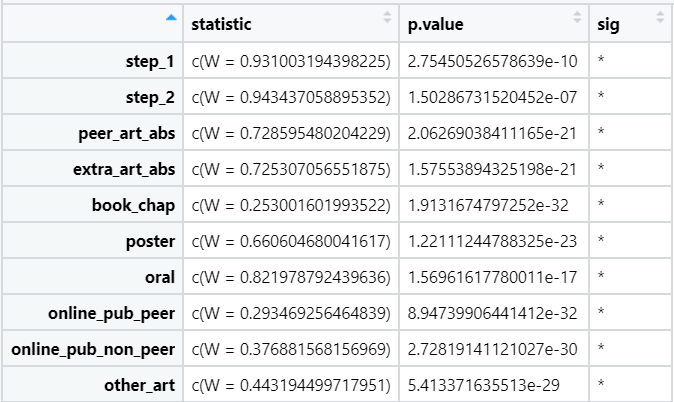 statistic p.value sig
step_1 c(W = 0.931003194398225) 2.75450526578639e-10 *
step_2 c(W = 0.943437058895352) 1.50286731520452e-07 *
peer_art_abs c(W = 0.728595480204229) 2.06269038411165e-21 *
extra_art_abs c(W = 0.725307056551875) 1.57553894325198e-21 *
book_chap c(W = 0.253001601993522) 1.9131674797252e-32 *
poster c(W = 0.660604680041617) 1.22111244788325e-23 *
oral c(W = 0.821978792439636) 1.56961617780011e-17 *
online_pub_peer c(W = 0.293469256464839) 8.94739906441412e-32 *
online_pub_non_peer c(W = 0.376881568156969) 2.72819141121027e-30 *
other_art c(W = 0.443194499717951) 5.413371635513e-29 *